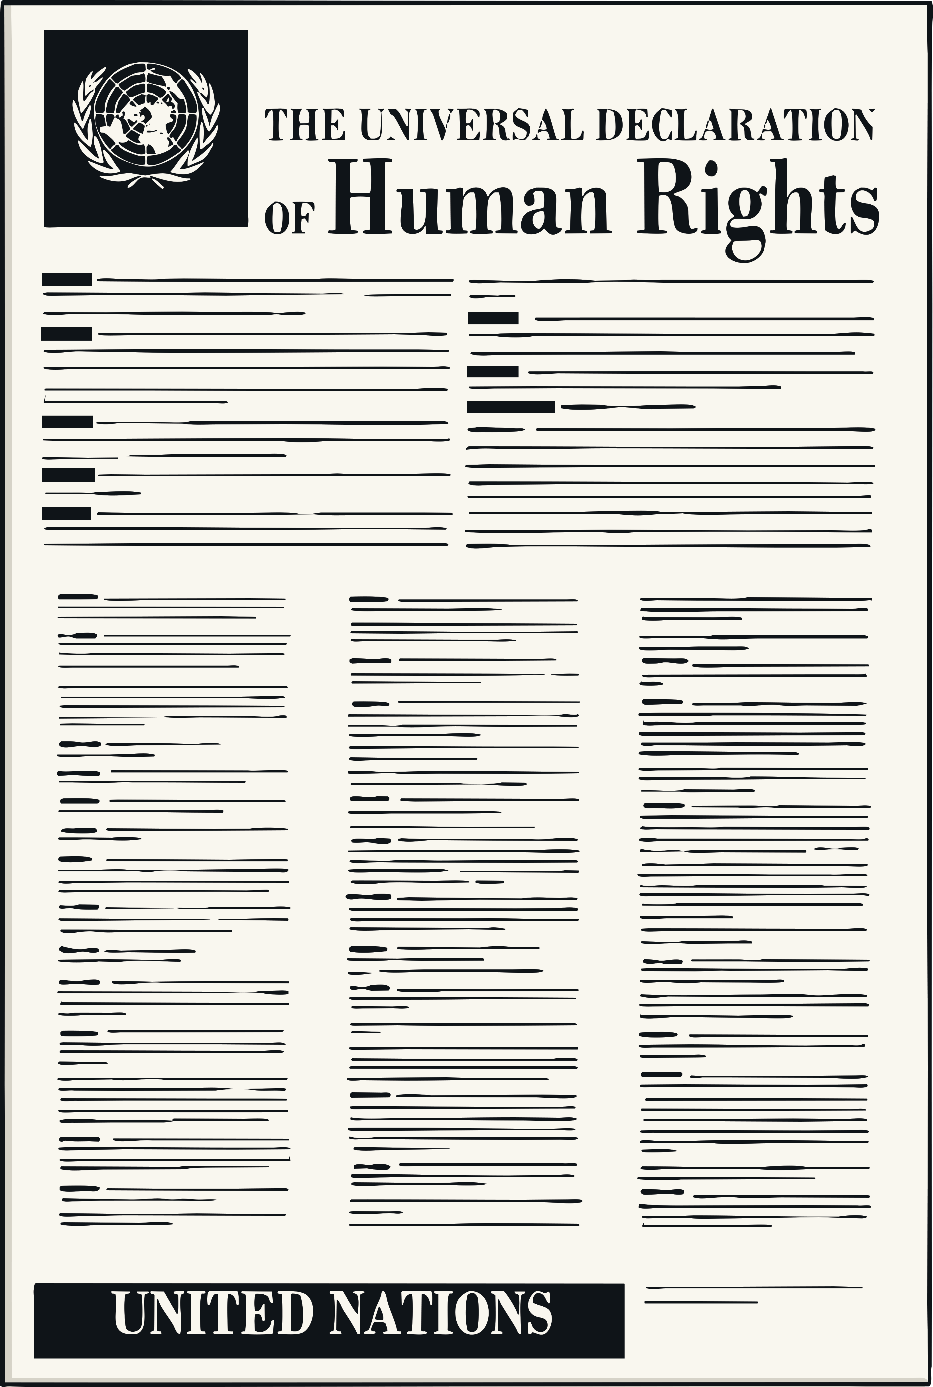 THE UNIVERSAL DECLARATION
OF Human Rights
UNITED NATIONS